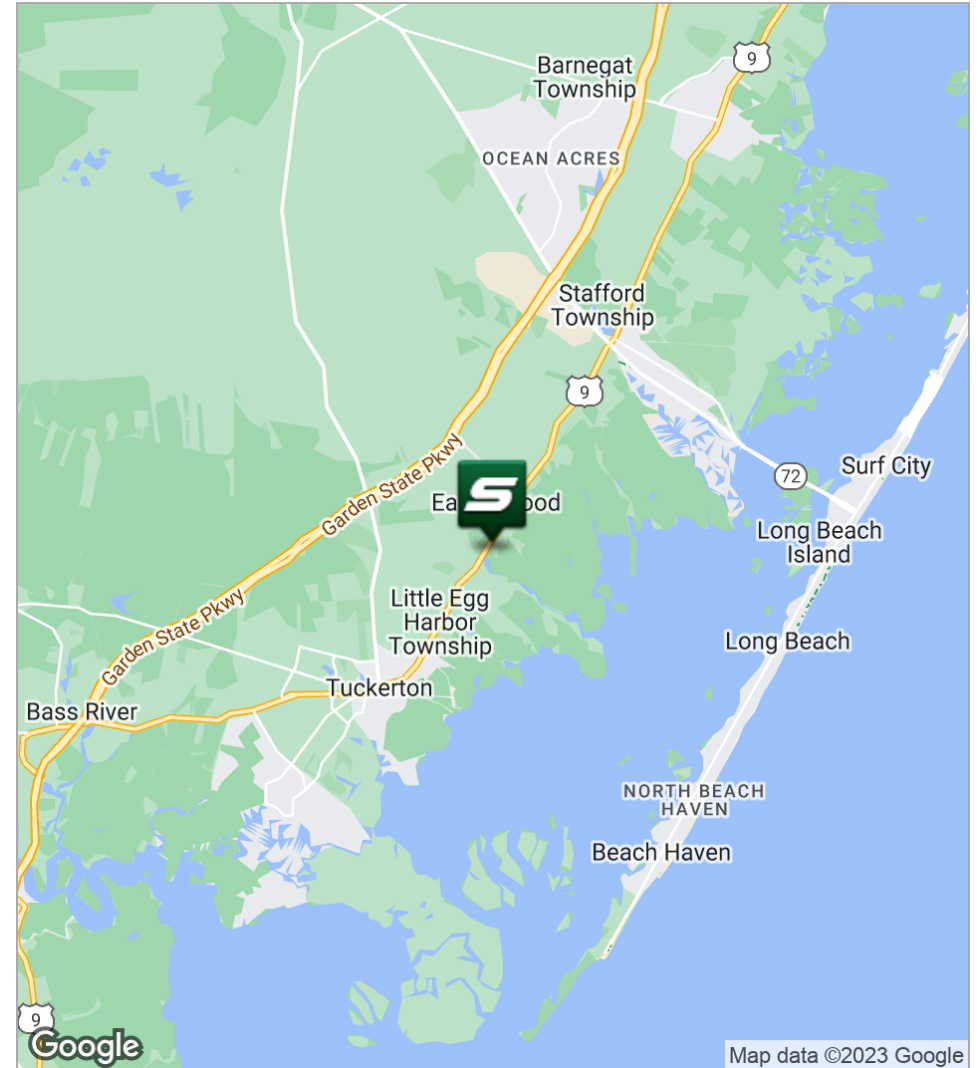 9
Barnegat
Township
OCEAN ACRES
Stafford
Township
9
Garden State Pkwy
Surf City
72
S
Long Beach
Island
Little Egg
Harbor
Township
Long Beach
Garden State Pkwy
Tuckerton
Bass River
NORTH BEACH
HAVEN
Beach Haven
9
Google
Map data ©2023 Google